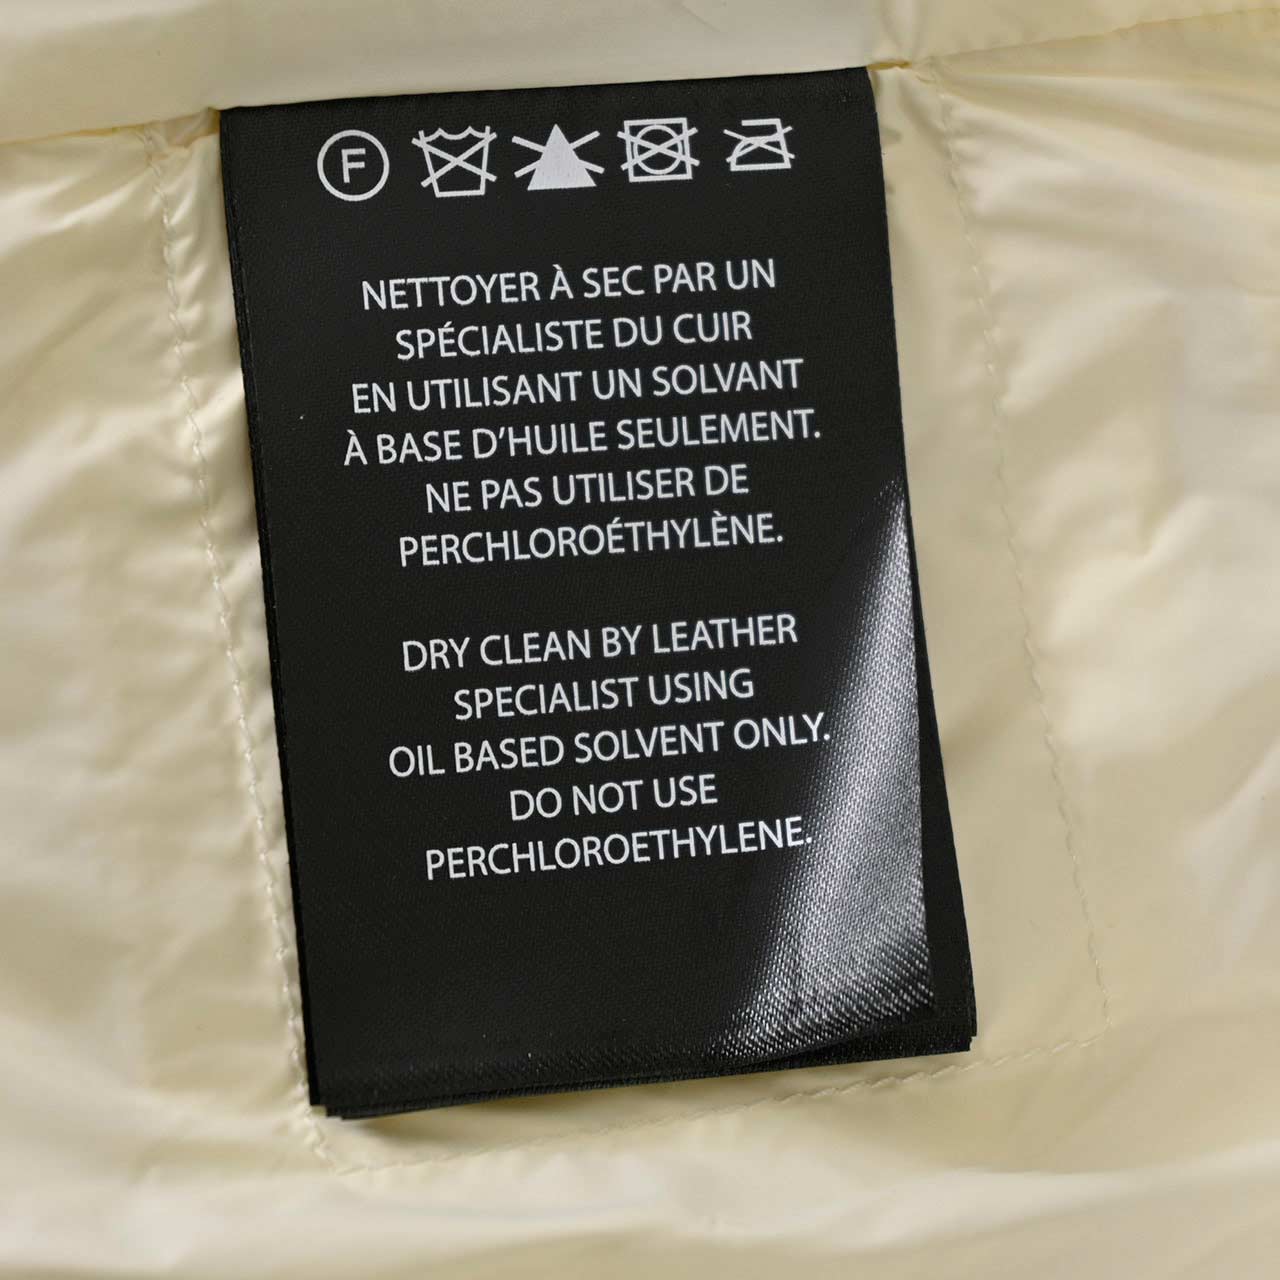 F
NETTOYER À SEC PAR UN
SPÉCIALISTE DU CUIR
EN UTILISANT UN SOLVANT
À BASE D'HUILE SEULEMENT.
NE PAS UTILISER DE
PERCHLOROÉTHYLÈNE.
DRY CLEAN BY LEATHER
SPECIALIST USING
OIL BASED SOLVENT ONLY.
DO NOT USE
PERCHLOROETHYLENE.